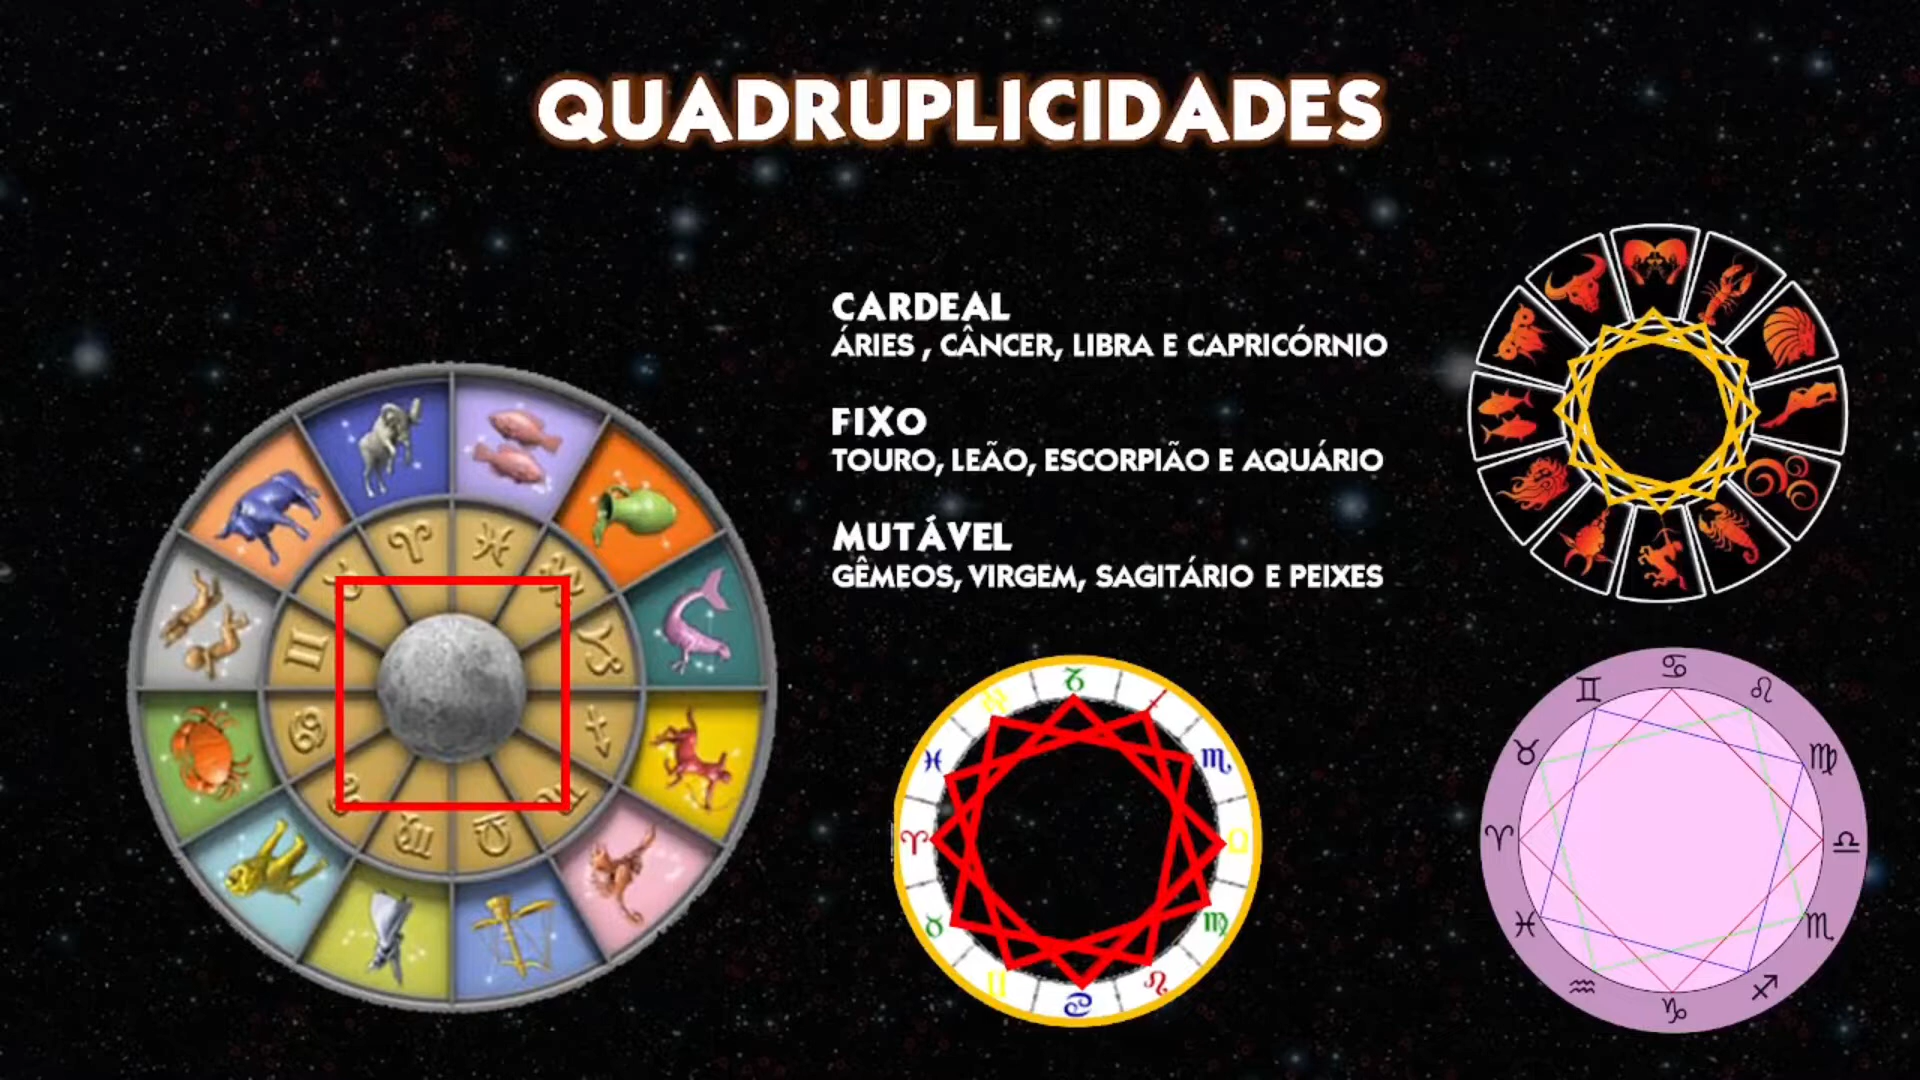 QUADRUPLICIDADES
CARDEAL
ÁRIES , CÂNCER, LIBRA E CAPRICÓRNIO
FIXO
TOURO, LEÃO, ESCORPIÃO E AQUÁRIO
MUTÁVEL
GÊMEOS, VIRGEM, SAGITÁRIO E PEIXES